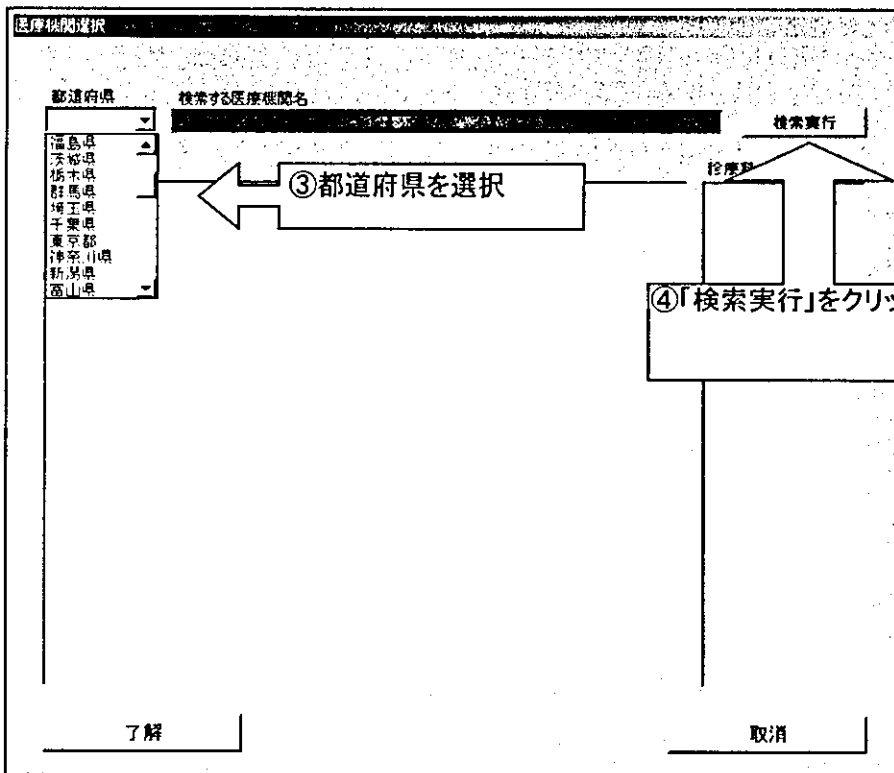 医療機関選択
都道府県
検索する医療機関名
検索実行
福島県
茨城県
栃木県
群馬県
埼玉県
千葉県
東京都
神奈川県
新潟県
富山県
③都道府県を選択
診療科
④「検索実行」をクリッ
了解
取消